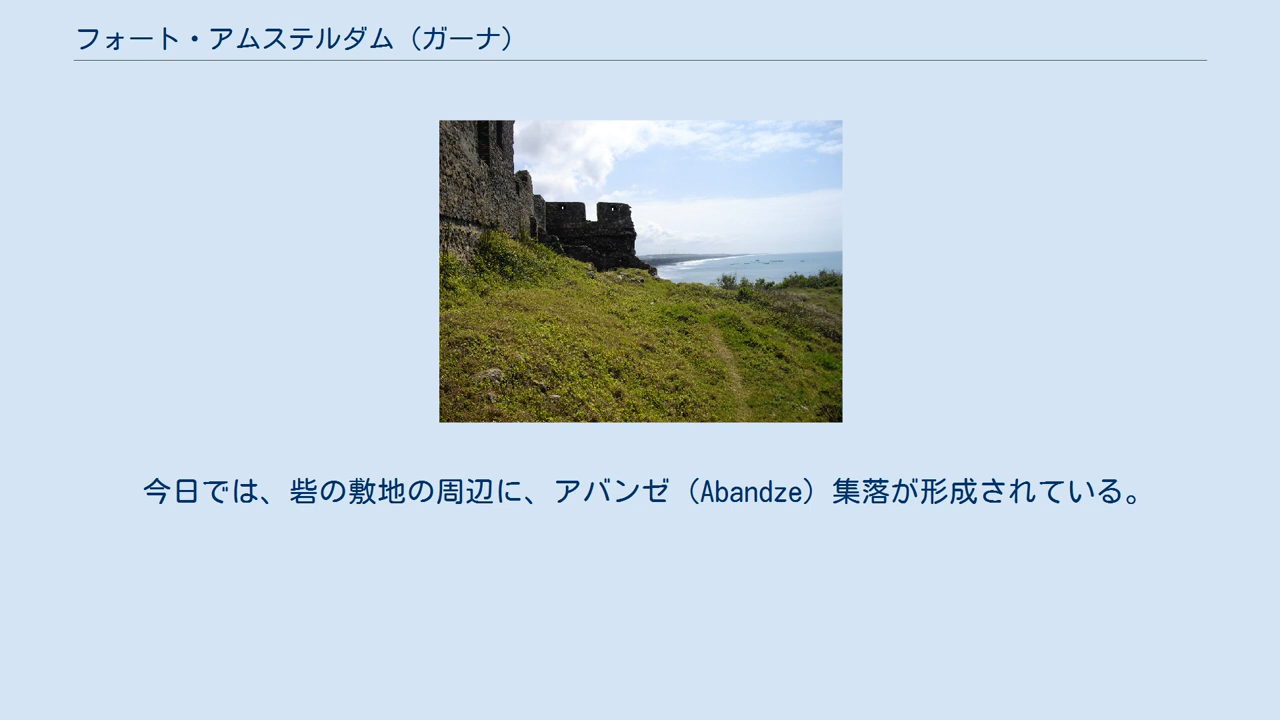 フォート・アムステルダム（ガーナ）
今日では、砦の敷地の周辺に、アバンゼ（Abandze）集落が形成されている。